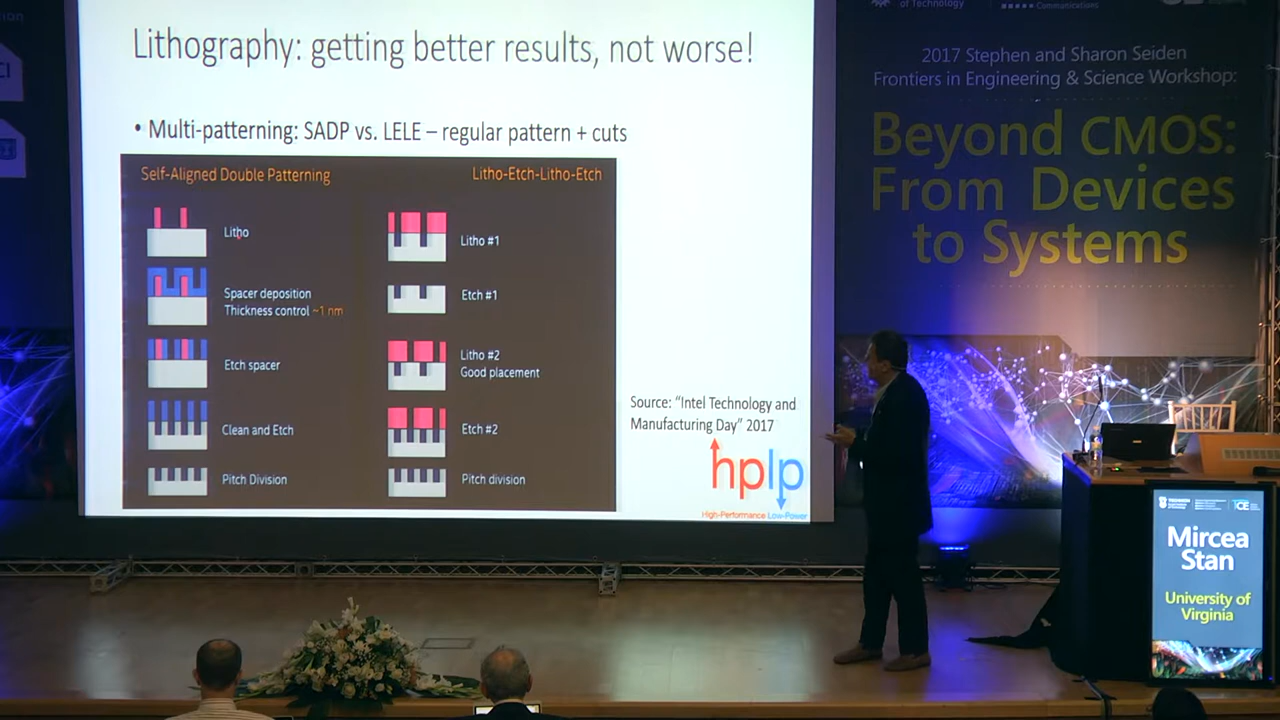 Lithography: getting better results, not worse!
• Multi-patterning: SADP vs. LELE – regular pattern + cuts
Self-Aligned Double Patterning
Litho
Spacer deposition
Thickness control ~1 nm
Etch spacer
Clean and Etch
Pitch Division
Litho-Etch-Litho-Etch
Litho #1
Etch #1
Litho #2
Good placement
Etch #2
Pitch division
Source: “Intel Technology and
Manufacturing Day” 2017
hplp
High-Performance Low-Power
of Technology
Communications
2017 Stephen and Sharon Seiden
Frontiers in Engineering & Science Workshop:
Beyond CMOS:
From Devices
to Systems
Mircea
Stan
University of
Virginia